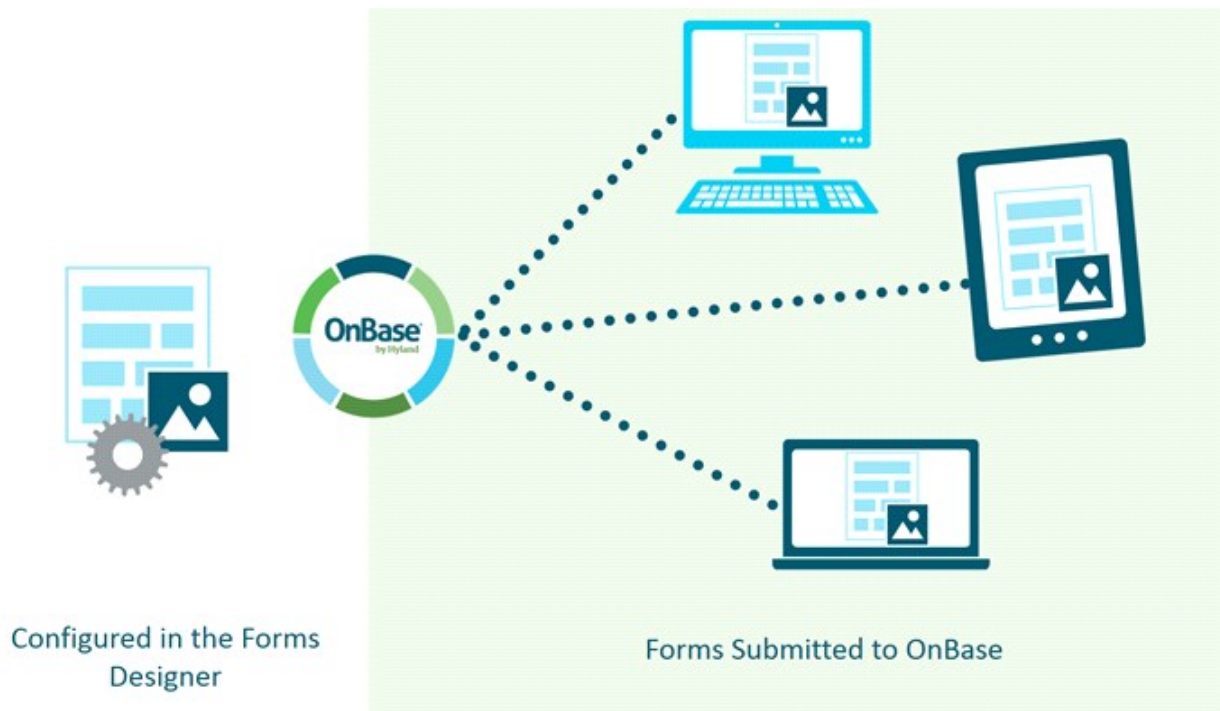 OnBase
by Hyland
Configured in the Forms
Designer
Forms Submitted to OnBase